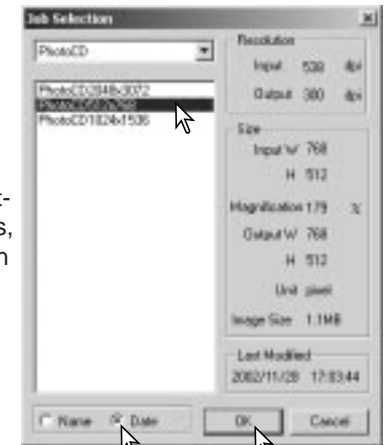 Job Selection
PhotoCD
PhotoCD2048x3072
PhotoCD512x768
PhotoCD1024x1536
Resolution
Input 538 dpi
Output 300 dpi
Size
Input W 768
H 512
Magnification 179 %
Output W 768
H 512
Unit pixel
Image Size 1.1MB
Last Modified
2002/11/28 17:03:44
Name Date
OK Cancel
t-
s,
n